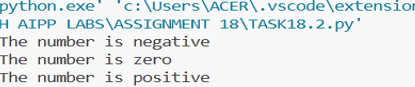 python.exe' 'c:\Users\ACER\.vscode\extension
H AIPP LABS\ASSIGNMENT 18\TASK18.2.py'
The number is negative
The number is zero
The number is positive